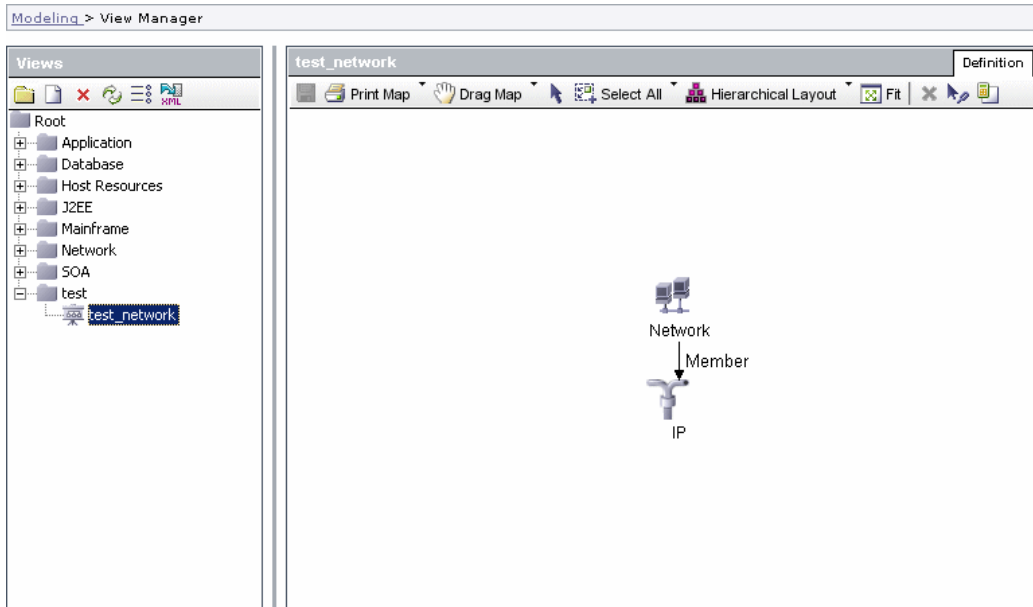 Modeling > View Manager
Views
XML
Root
Application
Database
Host Resources
J2EE
Mainframe
Network
SOA
test
test_network
test_network
Definition
Print Map Drag Map Select All Hierarchical Layout Fit
Network
Member
IP